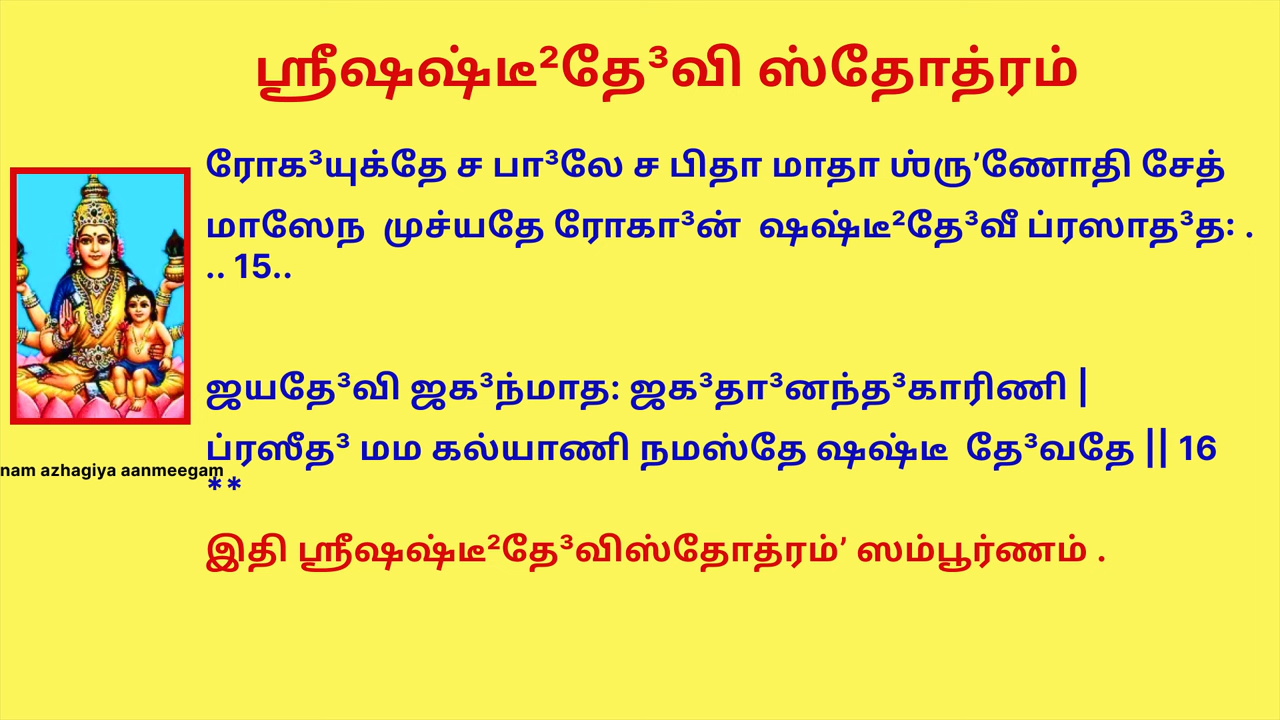 ஶ்ரீஷஷ்டீ²தே³வி ஸ்தோத்ரம்
ரோக³யுக்தே ச பா³லே ச பிதா மாதா ஶ்ரு’ணோதி சேத்
மாஸேந முச்யதே ரோகா³ன் ஷஷ்டீ²தே³வீ ப்ரஸாத³த꞉ .
.. 15..
ஜயதே³வி ஜக³ந்மாத: ஜக³தா³னந்த³காரிணி |
ப்ரஸீத³ மம கல்யாணி நமஸ்தே ஷஷ்டீ தே³வதே || 16
nam azhagiya aanmeegam
**
இதி ஶ்ரீஷஷ்டீ²தே³விஸ்தோத்ரம்’ ஸம்பூர்ணம் .